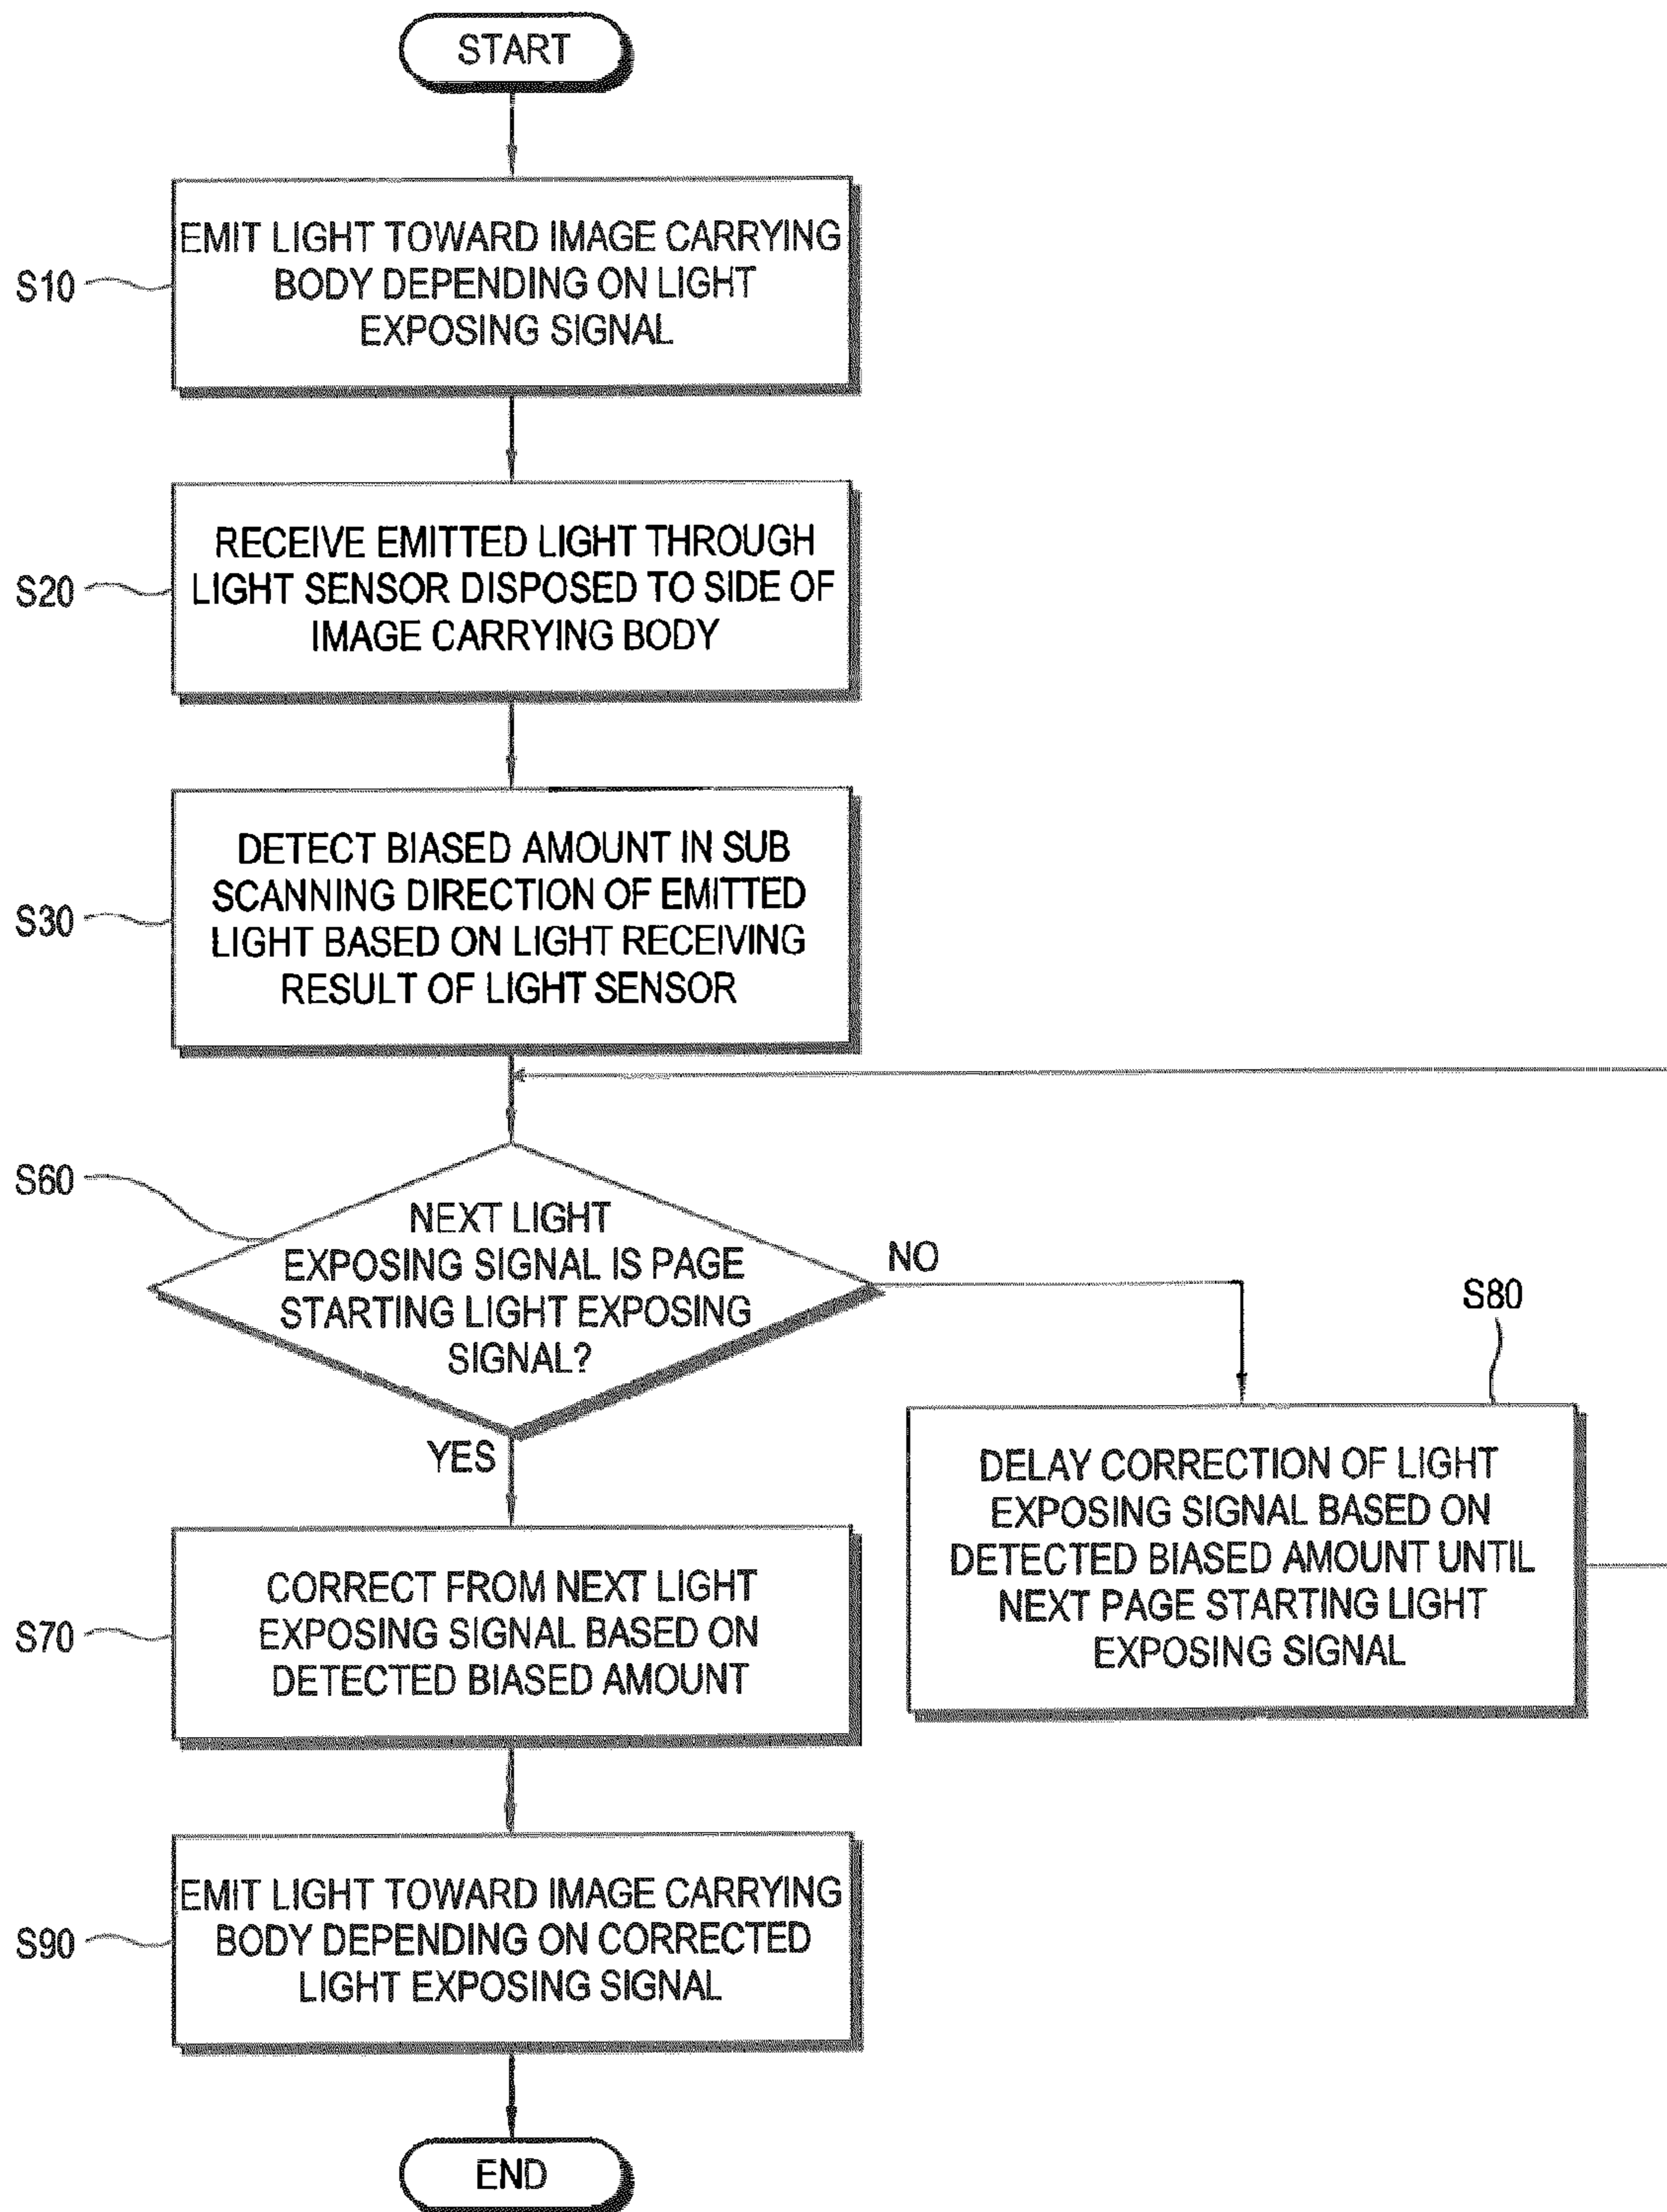 START
S10
EMIT LIGHT TOWARD IMAGE CARRYING
BODY DEPENDING ON LIGHT
EXPOSING SIGNAL
S20
RECEIVE EMITTED LIGHT THROUGH
LIGHT SENSOR DISPOSED TO SIDE OF
IMAGE CARRYING BODY
S30
DETECT BIASED AMOUNT IN SUB
SCANNING DIRECTION OF EMITTED
LIGHT BASED ON LIGHT RECEIVING
RESULT OF LIGHT SENSOR
S60
NEXT LIGHT
EXPOSING SIGNAL IS PAGE
STARTING LIGHT EXPOSING
SIGNAL?
NO
YES
S80
DELAY CORRECTION OF LIGHT
EXPOSING SIGNAL BASED ON
DETECTED BIASED AMOUNT UNTIL
NEXT PAGE STARTING LIGHT
EXPOSING SIGNAL
S70
CORRECT FROM NEXT LIGHT
EXPOSING SIGNAL BASED ON
DETECTED BIASED AMOUNT
S90
EMIT LIGHT TOWARD IMAGE CARRYING
BODY DEPENDING ON CORRECTED
LIGHT EXPOSING SIGNAL
END